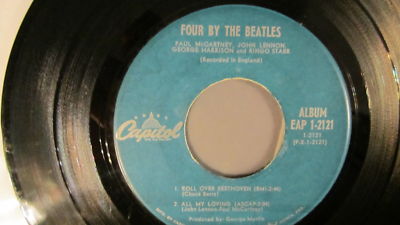 FOUR BY THE BEATLES
PAUL McCARTNEY, JOHN LENNON,
GEORGE HARRISON and RINGO STARR
(Recorded in England)
Capitol
ALBUM
EAP 1-2121
1-2121
(F-X-1-2121)
1. ROLL OVER BEETHOVEN (BMI-2:44)
(Chuck Berry)
2. ALL MY LOVING (ASCAP-2:04)
(John Lennon-Paul McCartney)
Produced by: George Martin